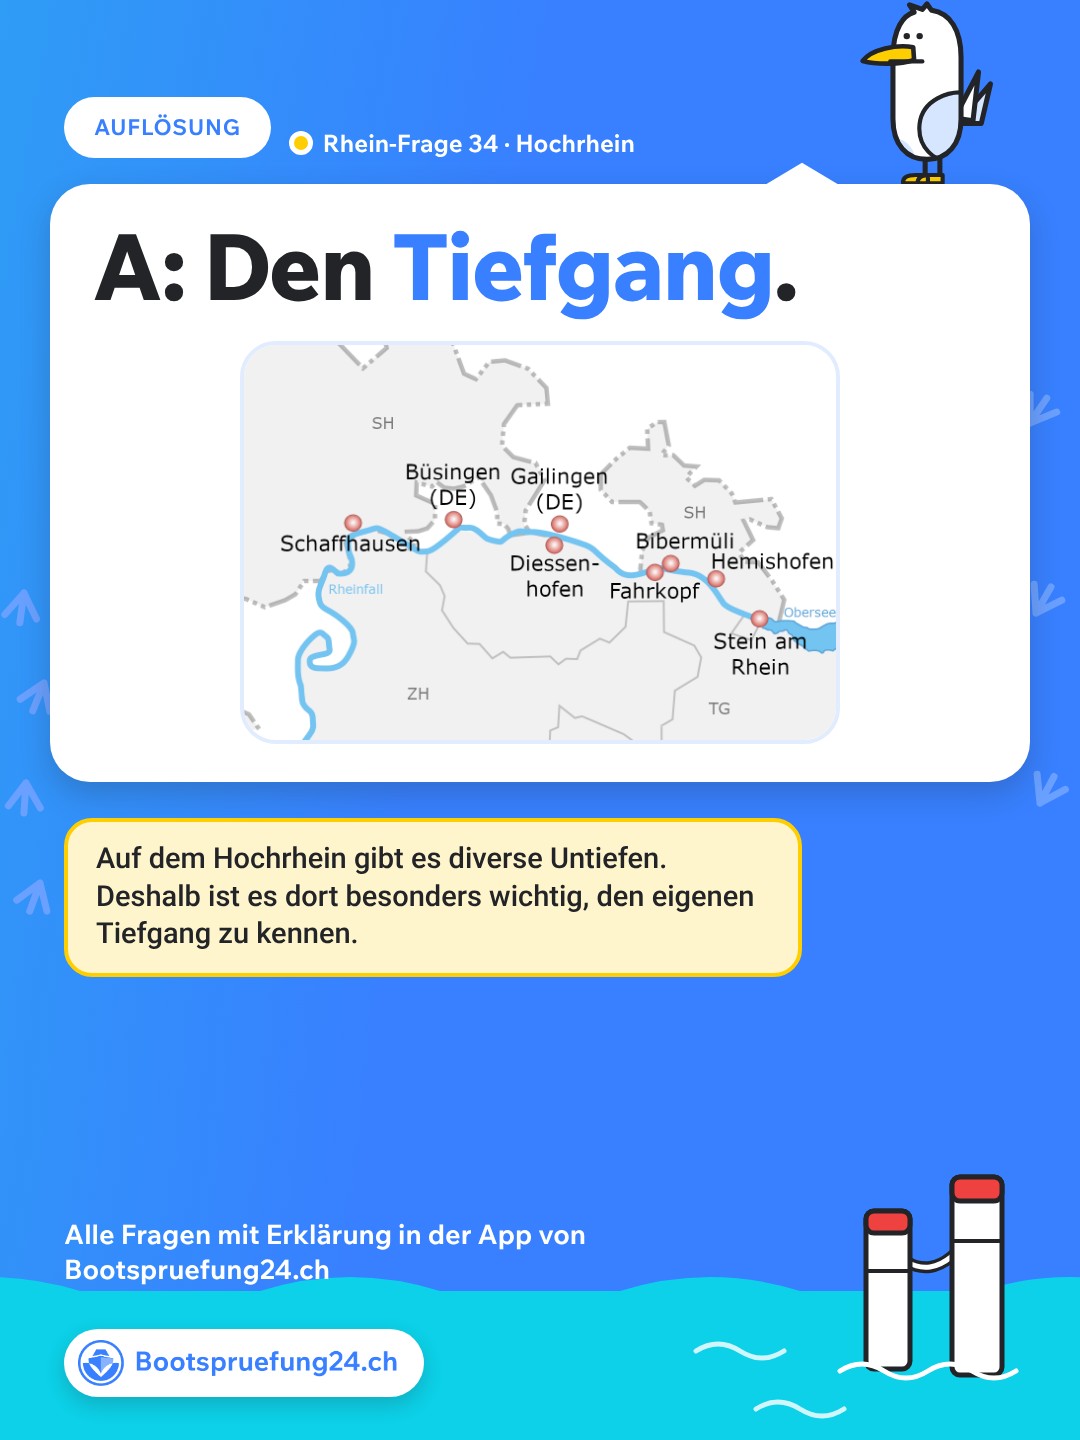 AUFLÖSUNG
Rhein-Frage 34 · Hochrhein
A: Den Tiefgang.
SH
Büsingen
(DE)
Gailingen
(DE)
SH
Schaffhausen
Bibermüli
Hemishofen
Diessen-
hofen
Fahrkopf
Rheinfall
Obersee
Stein am
Rhein
ZH
TG
Auf dem Hochrhein gibt es diverse Untiefen.
Deshalb ist es dort besonders wichtig, den eigenen
Tiefgang zu kennen.
Alle Fragen mit Erklärung in der App von
Bootspruefung24.ch
Bootspruefung24.ch